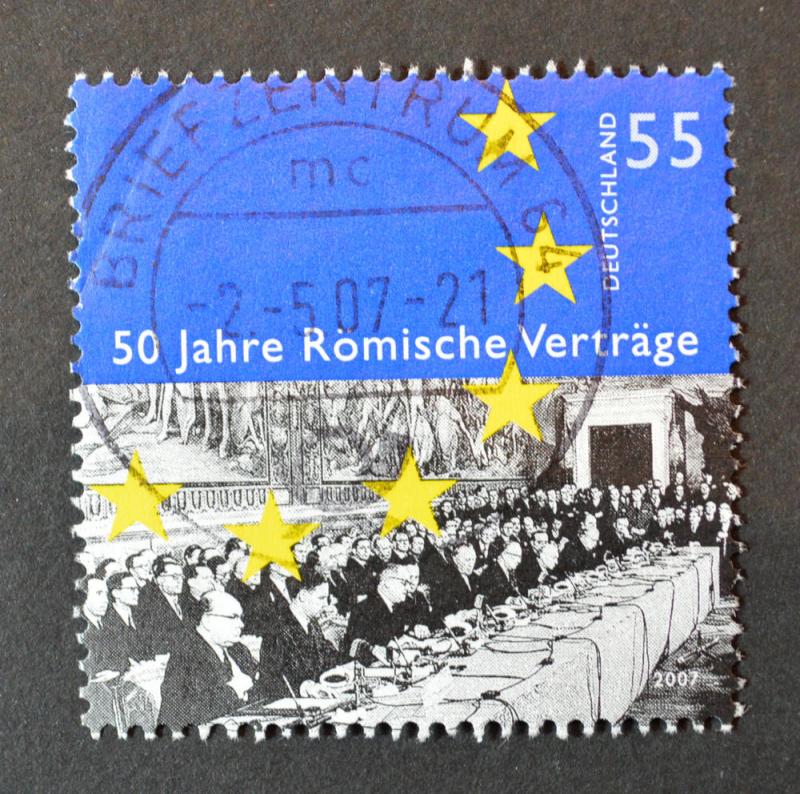 BRIEFZENTRUM 64
mc
-2.-5.07-21
DEUTSCHLAND
55
50 Jahre Römische Verträge
2007